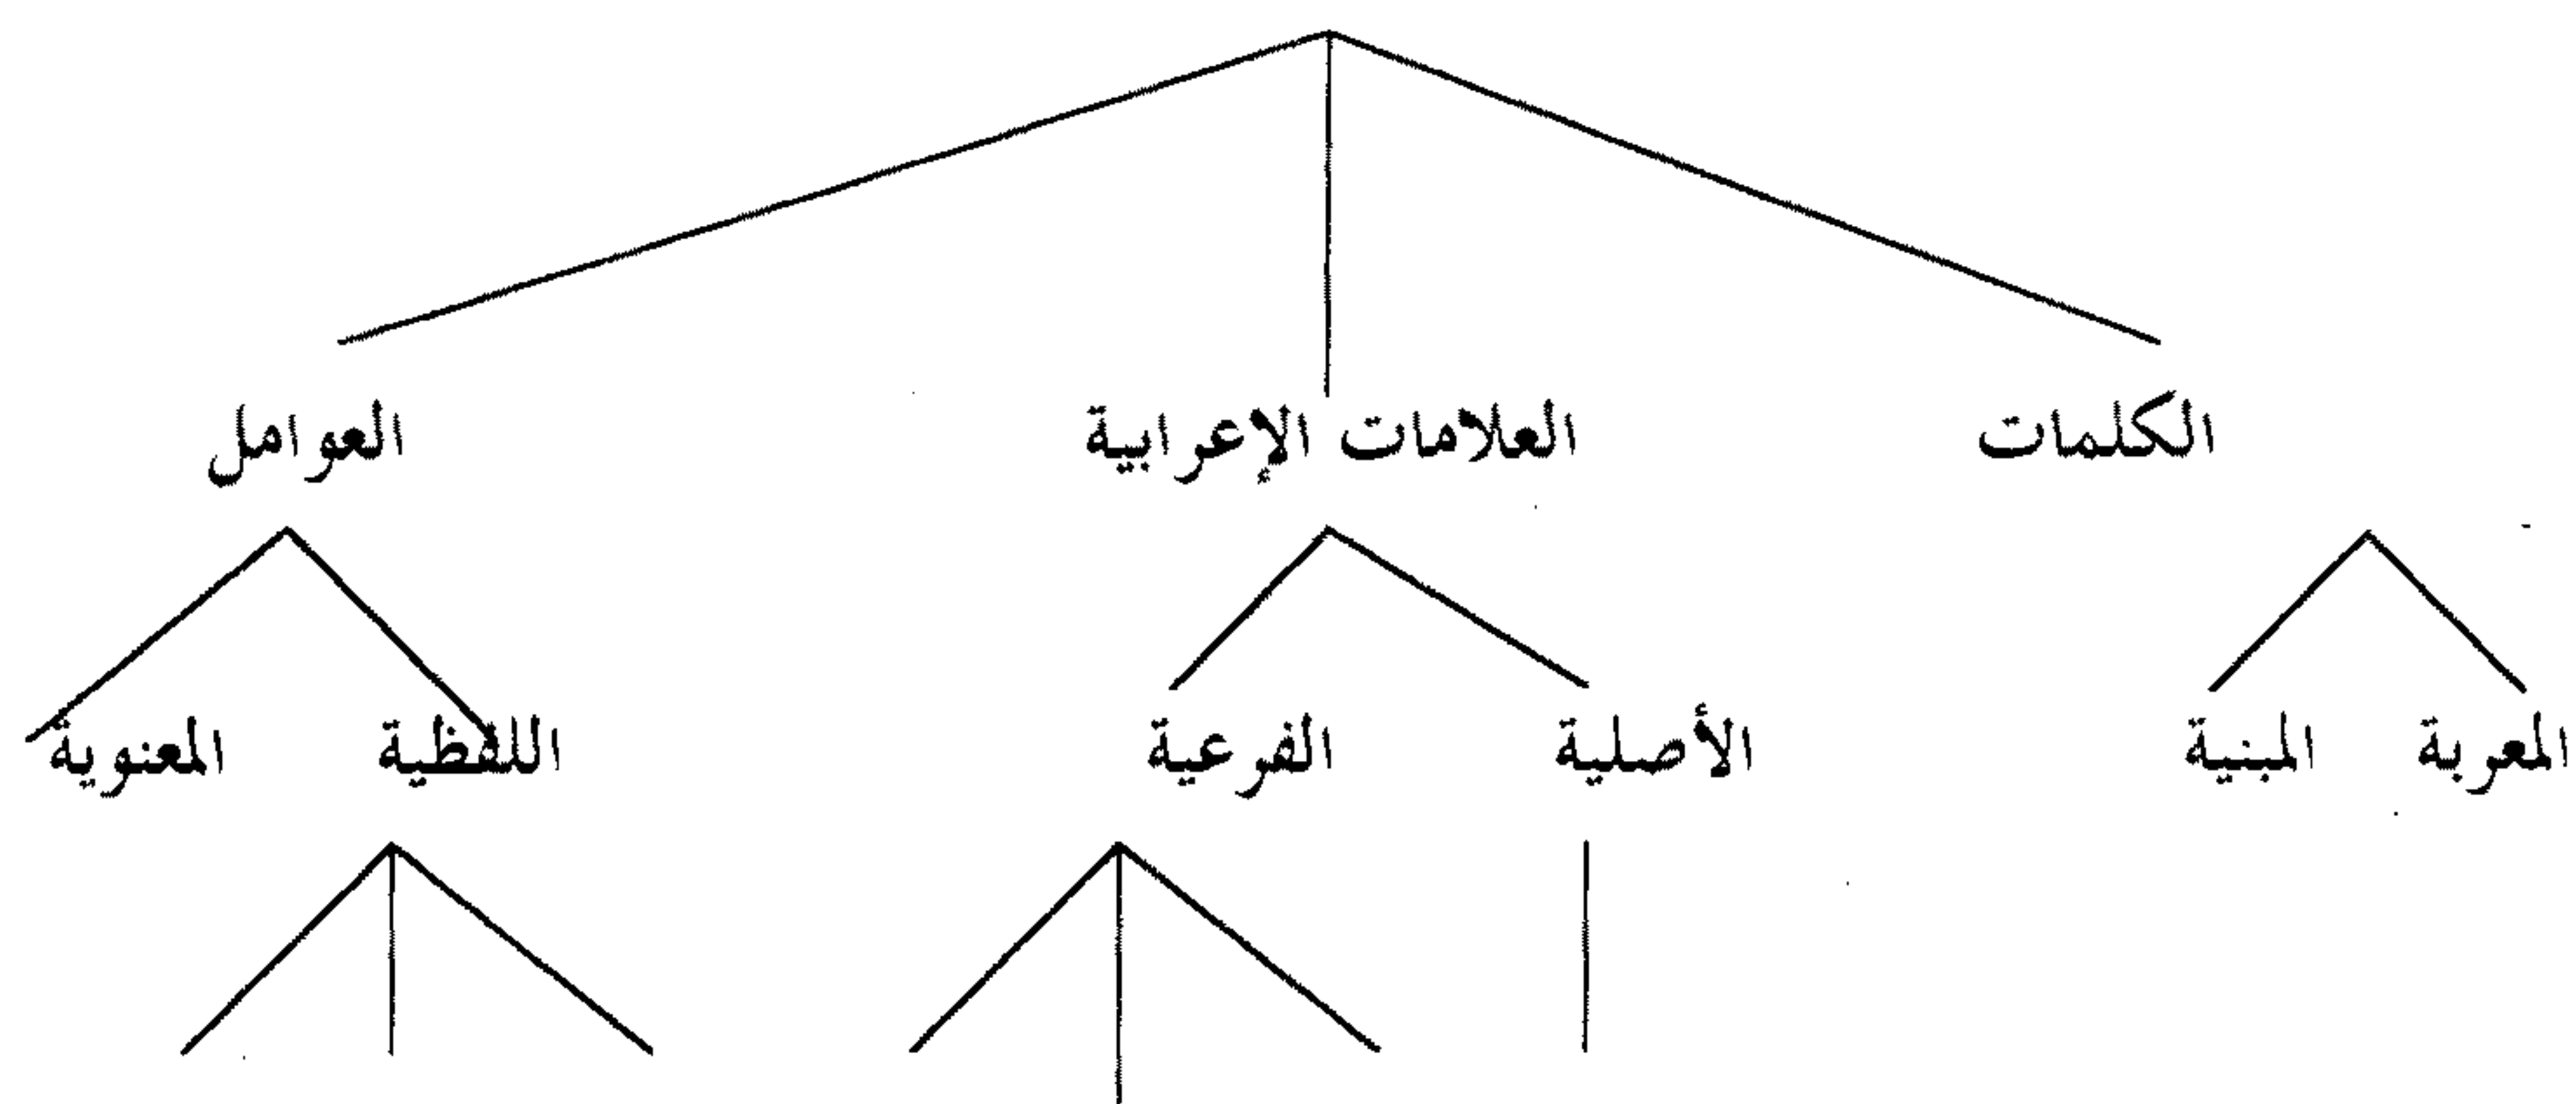 الكلمات العلامات الإعرابية العوامل
المعربة المبنية الأصلية الفرعية اللفظية المعنوية